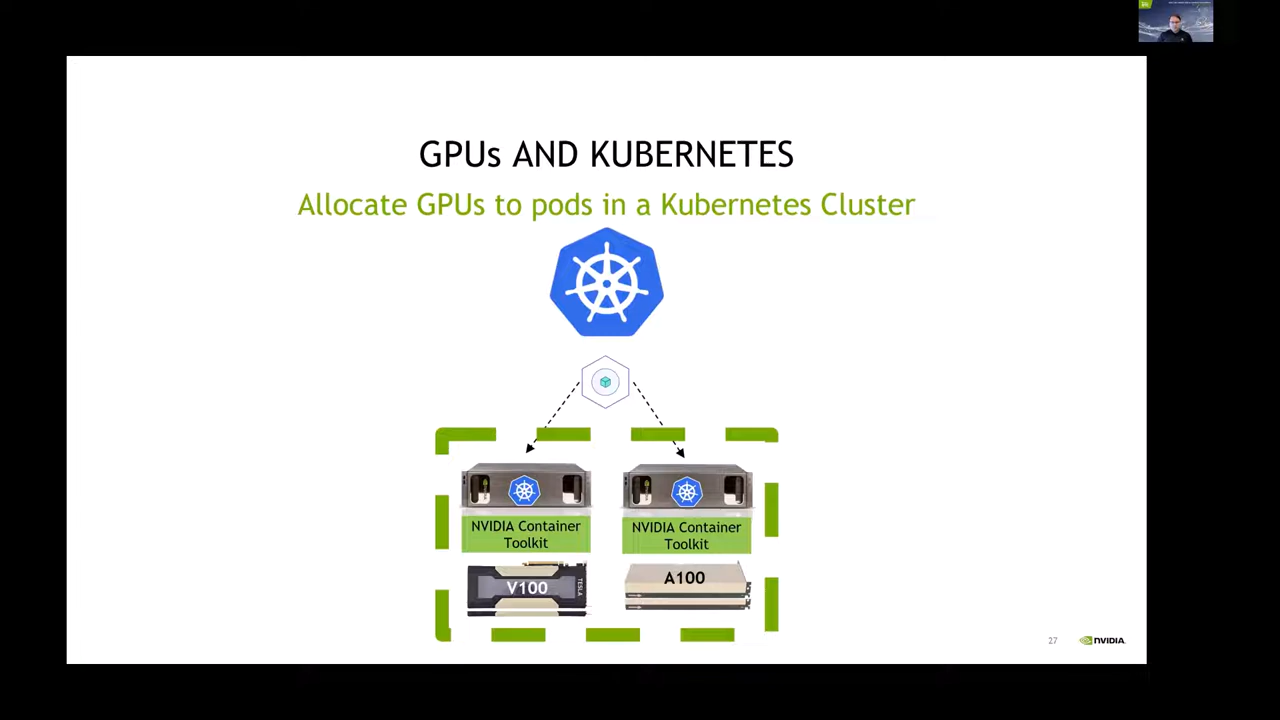 GPUs AND KUBERNETES
Allocate GPUs to pods in a Kubernetes Cluster
NVIDIA Container
Toolkit
NVIDIA Container
Toolkit
V100
TESLA
A100
27
NVIDIA.